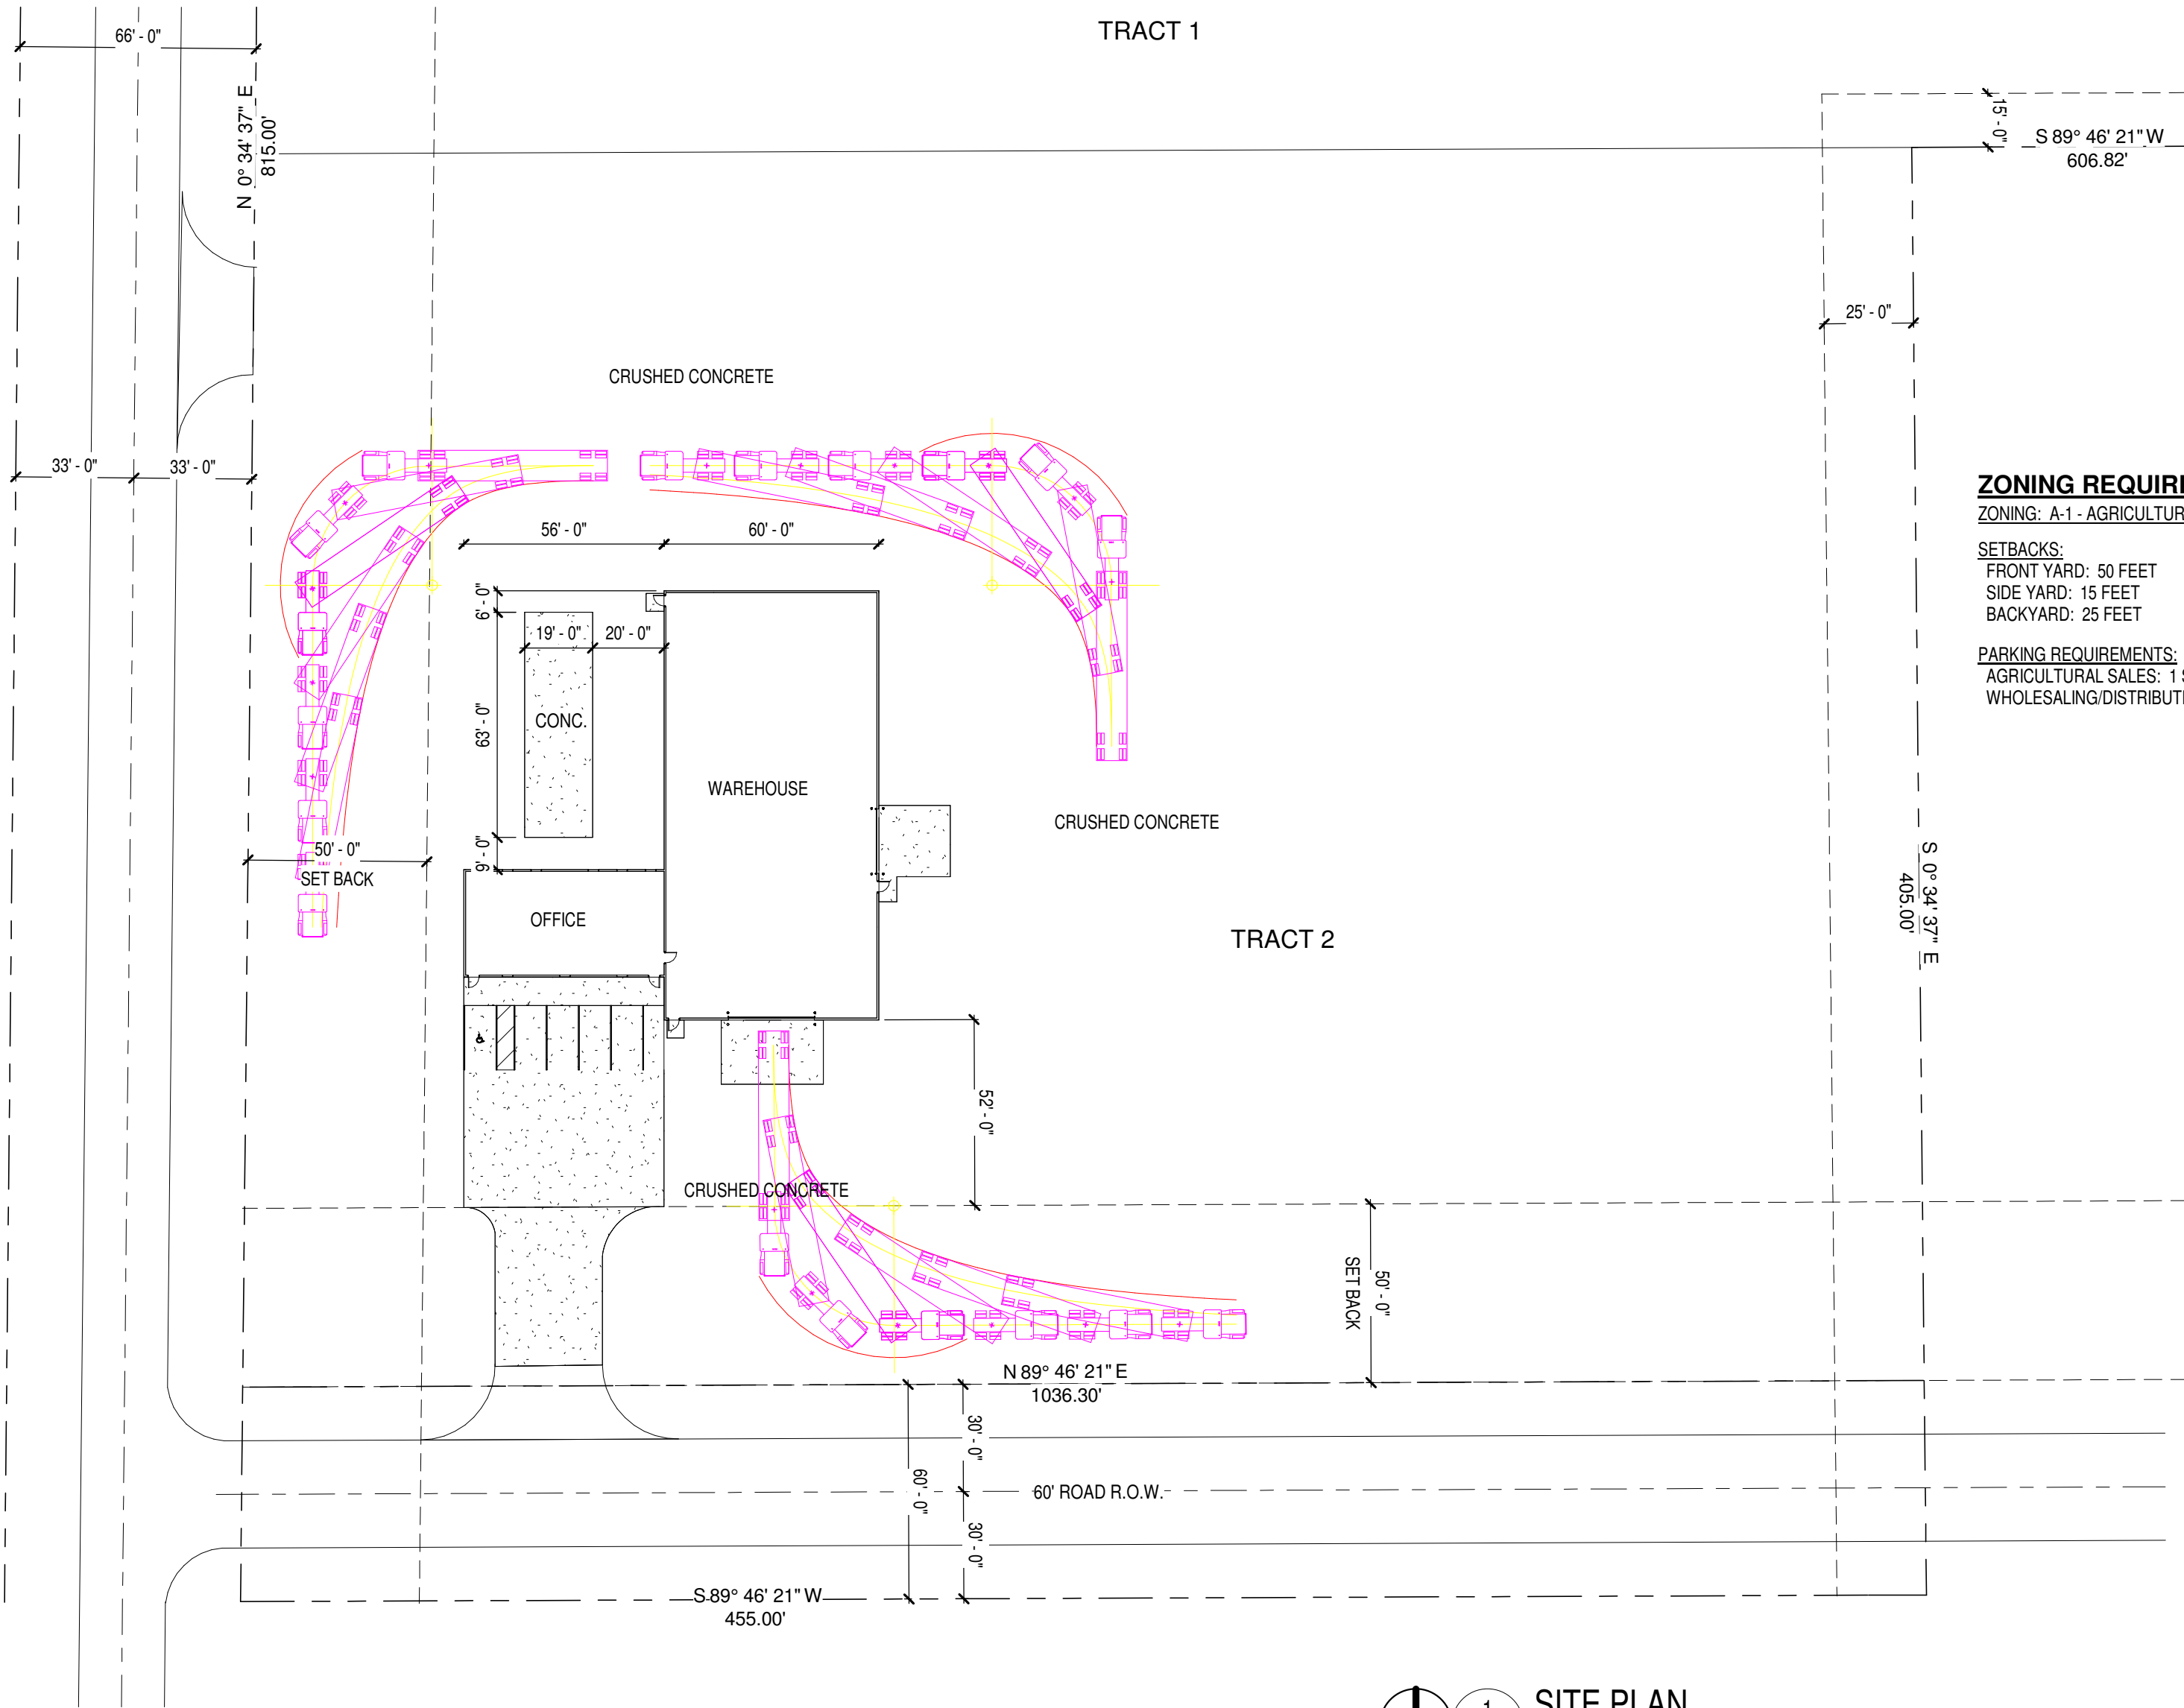 TRACT 1
66' - 0"
N 0° 34' 37" E
815.00'
15' - 0"
S 89° 46' 21" W
606.82'
25' - 0"
CRUSHED CONCRETE
33' - 0"
33' - 0"
ZONING REQUIRE
ZONING: A-1 - AGRICULTUR
SETBACKS:
FRONT YARD: 50 FEET
SIDE YARD: 15 FEET
BACKYARD: 25 FEET
PARKING REQUIREMENTS:
AGRICULTURAL SALES: 1 S
WHOLESALING/DISTRIBUTI
56' - 0"
60' - 0"
6' - 0"
19' - 0"
20' - 0"
63' - 0"
CONC.
WAREHOUSE
CRUSHED CONCRETE
9' - 0"
50' - 0"
SET BACK
OFFICE
TRACT 2
S 0° 34' 37" E
405.00'
52' - 0"
CRUSHED CONCRETE
50' - 0"
SET BACK
N 89° 46' 21" E
1036.30'
30' - 0"
60' - 0"
60' ROAD R.O.W.
30' - 0"
S 89° 46' 21" W
455.00'
1
SITE PLAN